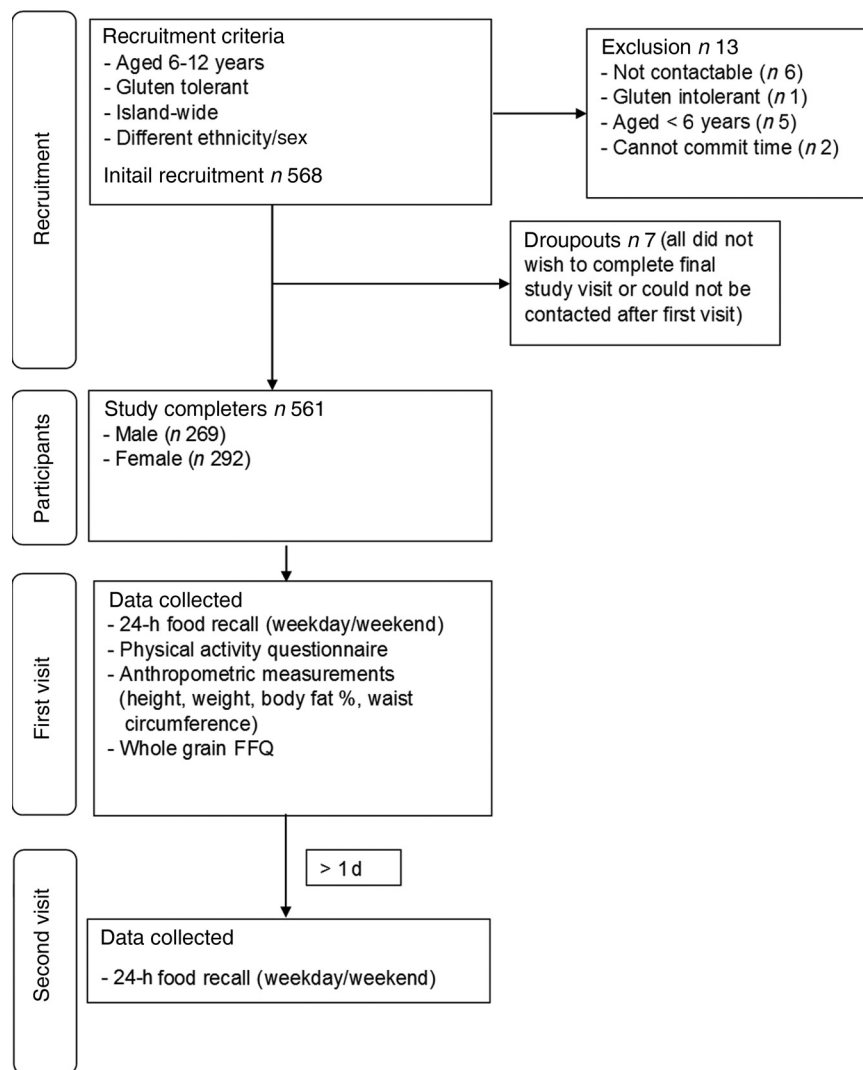 Recruitment
Recruitment criteria
- Aged 6-12 years
- Gluten tolerant
- Island-wide
- Different ethnicity/sex
Initail recruitment n 568
Exclusion n 13
- Not contactable (n 6)
- Gluten intolerant (n 1)
- Aged < 6 years (n 5)
- Cannot commit time (n 2)
Droupouts n 7 (all did not
wish to complete final
study visit or could not be
contacted after first visit)
Participants
Study completers n 561
- Male (n 269)
- Female (n 292)
First visit
Data collected
- 24-h food recall (weekday/weekend)
- Physical activity questionnaire
- Anthropometric measurements
(height, weight, body fat %, waist
circumference)
- Whole grain FFQ
> 1 d
Second visit
Data collected
- 24-h food recall (weekday/weekend)